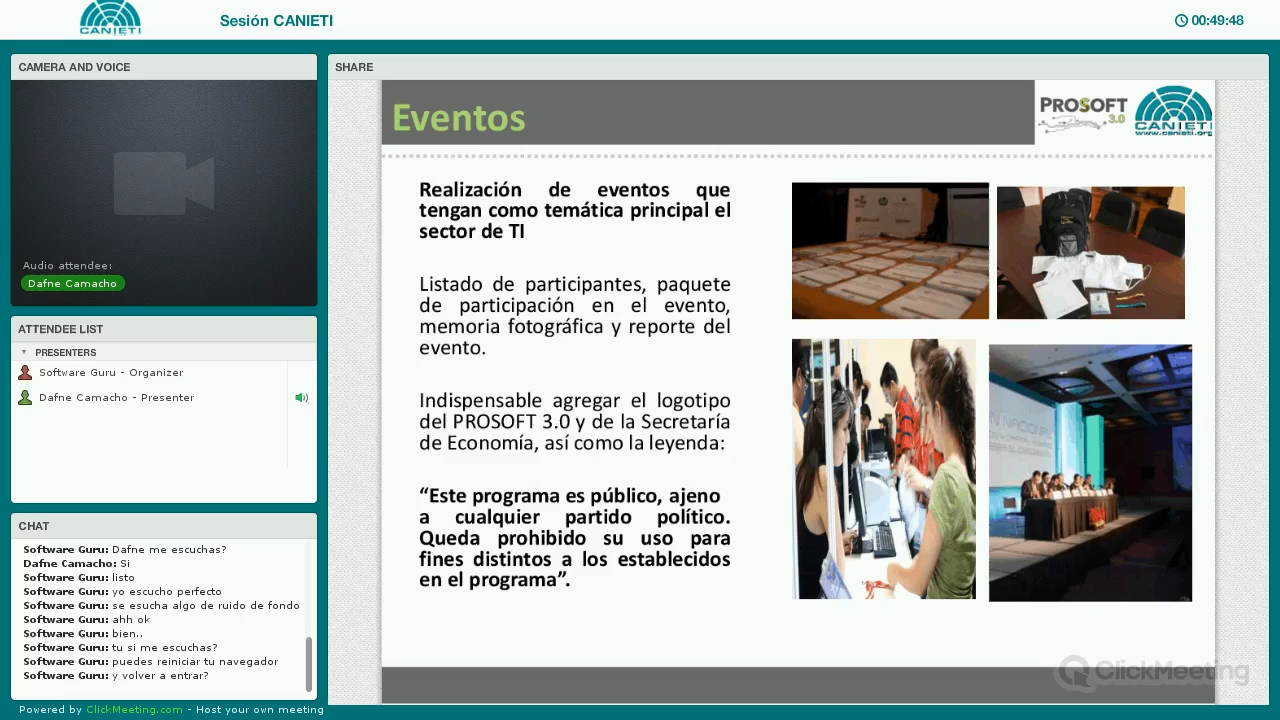 CANIETI
Sesión CANIETI
00:49:48
CAMERA AND VOICE
Audio attendee:
Dafne Camacho
ATTENDEE LIST
PRESENTERS
Software Guru - Organizer
Dafne Camacho - Presenter
CHAT
Software Guru: Dafne me escuchas?
Dafne Camacho: Si
Software Guru: listo
Software Guru: yo escucho perfecto
Software Guru: se esucha algo de ruido de fondo
Software Guru: ahh ok
Software Guru: bien..
Software Guru: tu si me escuchas?
Software Guru: puedes reiniciar tu navegador
Software Guru: y volver a entrar?
Powered by ClickMeeting.com - Host your own meeting
SHARE
Eventos
PROSOFT
3.0
CANIETI
www.canieti.org
Realización de eventos que
tengan como temática principal el
sector de TI
Listado de participantes, paquete
de participación en el evento,
memoria fotográfica y reporte del
evento.
Indispensable agregar el logotipo
del PROSOFT 3.0 y de la Secretaría
de Economía, así como la leyenda:
“Este programa es público, ajeno
a cualquier partido político.
Queda prohibido su uso para
fines distintos a los establecidos
en el programa”.
ClickMeeting